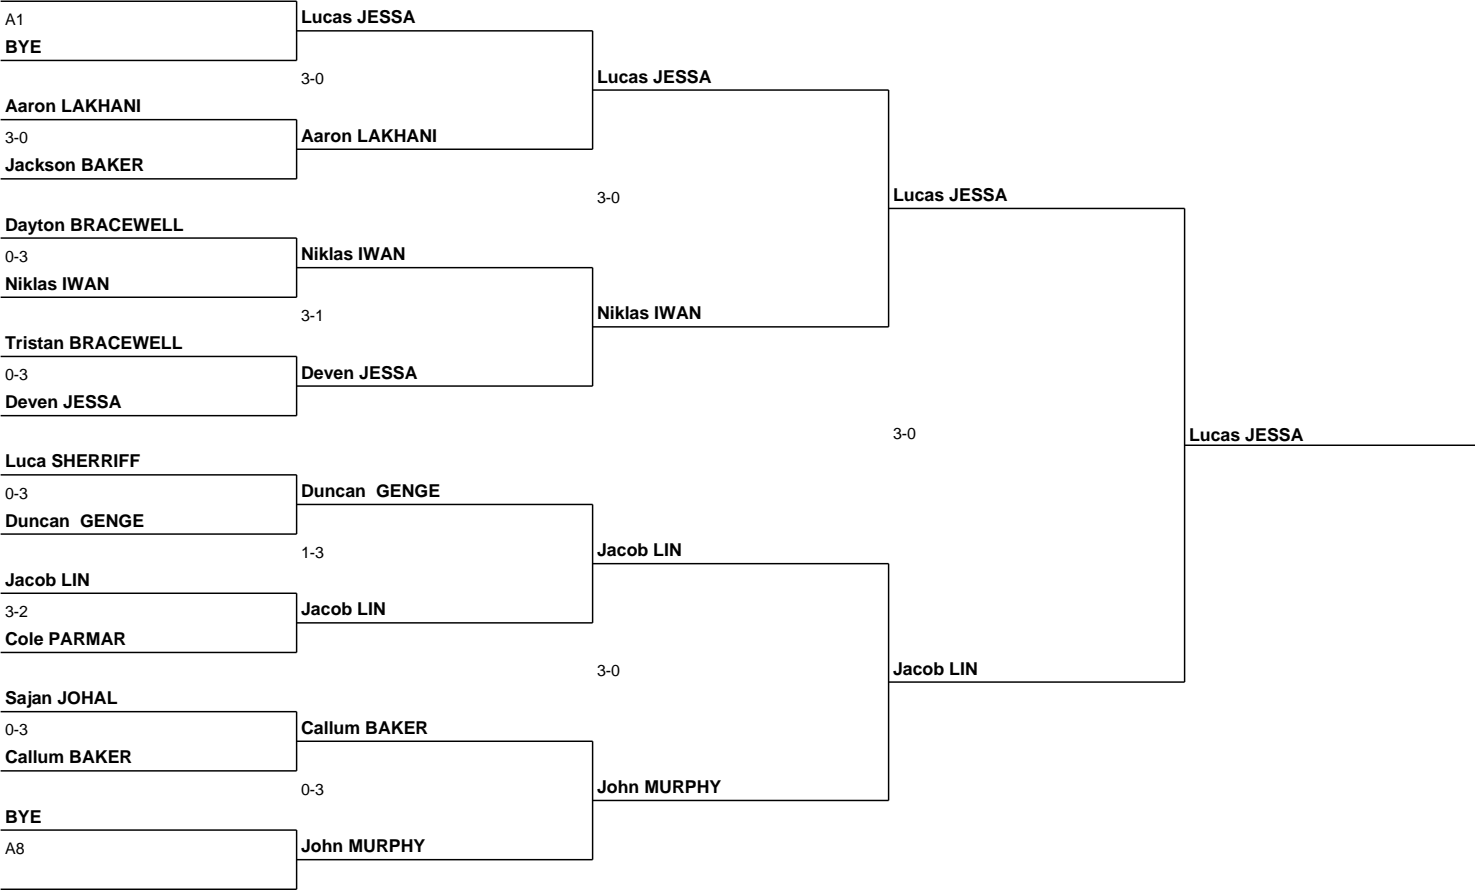 A1
BYE
Aaron LAKHANI
3-0
Jackson BAKER
Dayton BRACEWELL
0-3
Niklas IWAN
Tristan BRACEWELL
0-3
Deven JESSA
Luca SHERRIFF
0-3
Duncan  GENGE
Jacob LIN
3-2
Cole PARMAR
Sajan JOHAL
0-3
Callum BAKER
BYE
A8
Lucas JESSA
3-0
Aaron LAKHANI
Niklas IWAN
3-1
Deven JESSA
Duncan  GENGE
1-3
Jacob LIN
Callum BAKER
0-3
John MURPHY
Lucas JESSA
3-0
Niklas IWAN
Jacob LIN
3-0
John MURPHY
Lucas JESSA
3-0
Jacob LIN
Lucas JESSA